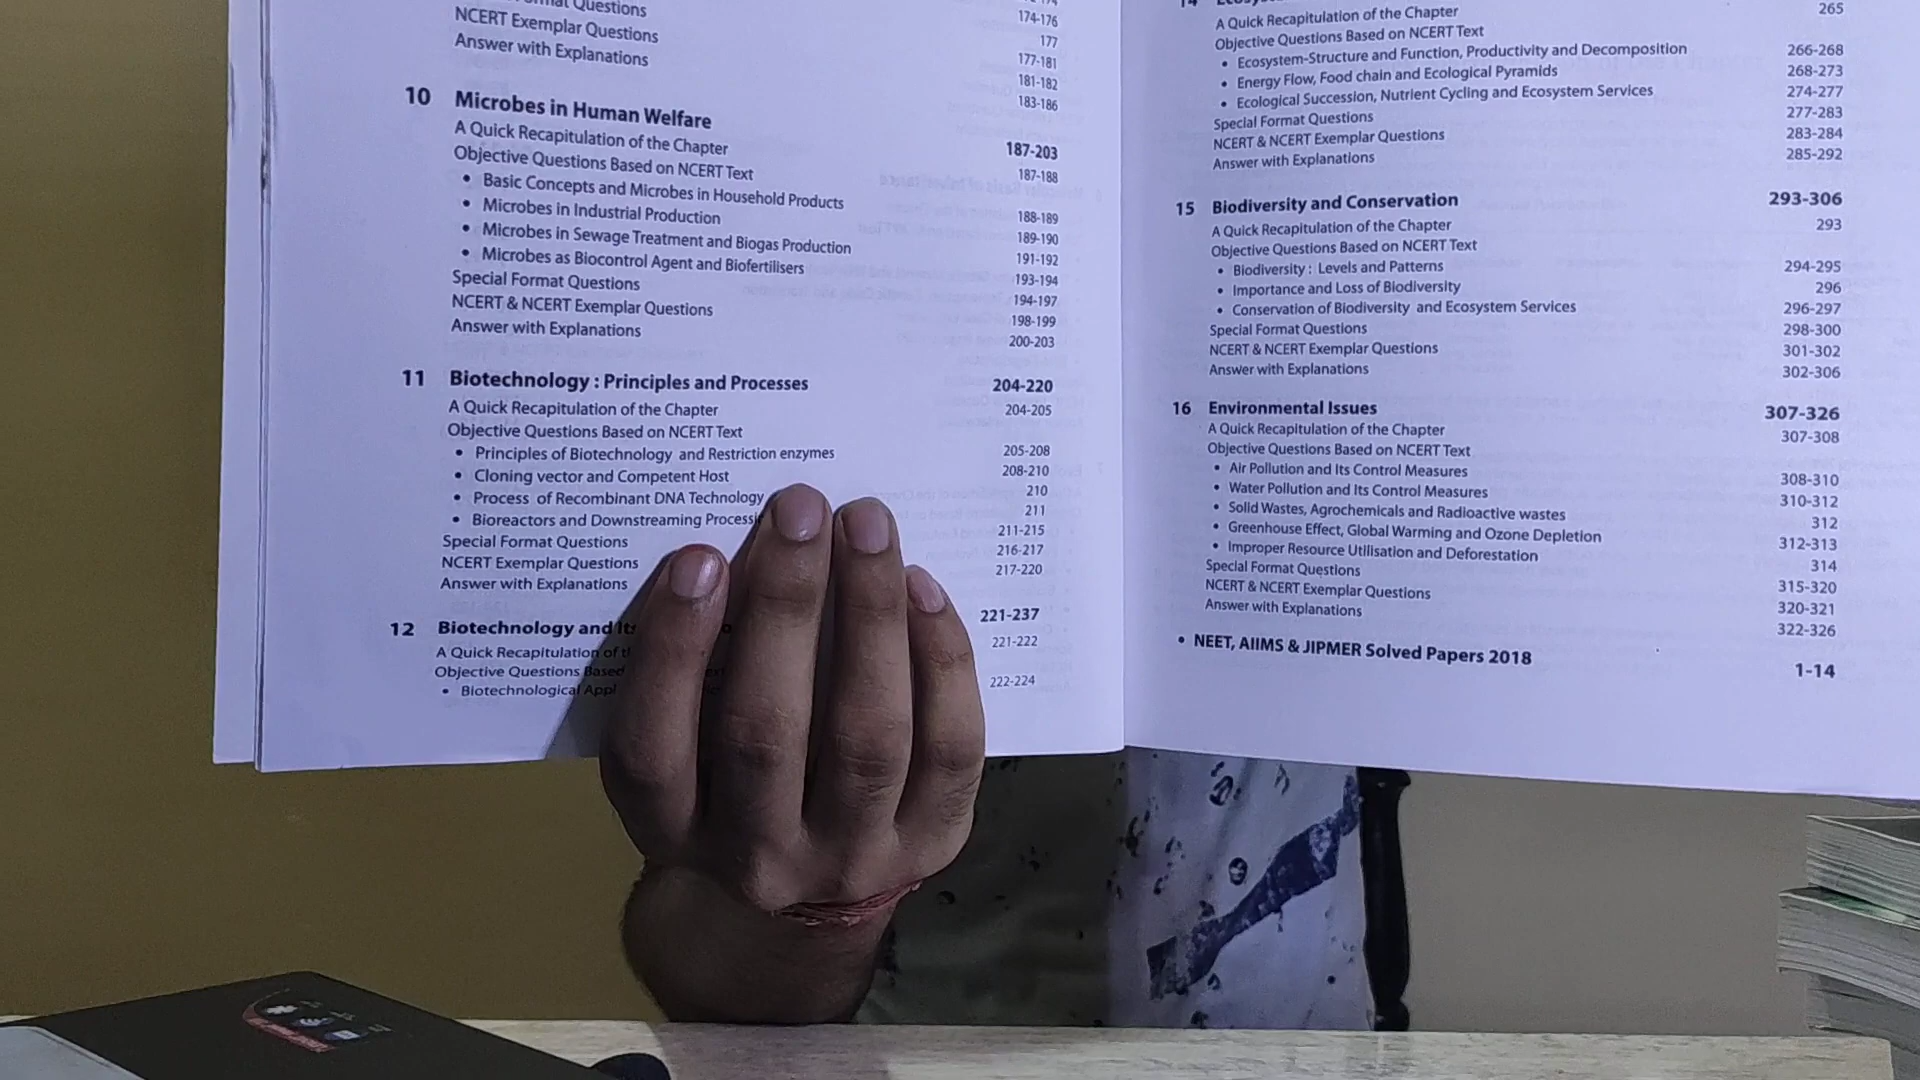 Questions
174-176
NCERT Exemplar Questions
177
Answer with Explanations
177-181
181-182
183-186
10 Microbes in Human Welfare 187-203
A Quick Recapitulation of the Chapter 187-188
Objective Questions Based on NCERT Text
• Basic Concepts and Microbes in Household Products 188-189
• Microbes in Industrial Production 189-190
• Microbes in Sewage Treatment and Biogas Production 191-192
• Microbes as Biocontrol Agent and Biofertilisers 193-194
Special Format Questions 194-197
NCERT & NCERT Exemplar Questions 198-199
Answer with Explanations 200-203
11 Biotechnology : Principles and Processes 204-220
A Quick Recapitulation of the Chapter 204-205
Objective Questions Based on NCERT Text
• Principles of Biotechnology and Restriction enzymes 205-208
• Cloning vector and Competent Host 208-210
• Process of Recombinant DNA Technology 210
• Bioreactors and Downstreaming 211
Special Format Questions 211-215
NCERT Exemplar Questions 216-217
Answer with Explanations 217-220
12 Biotechnology and Its 221-237
A Quick Recapitulation of 221-222
Objective Questions Based
• Biotechnological 222-224
14
A Quick Recapitulation of the Chapter 265
Objective Questions Based on NCERT Text
• Ecosystem-Structure and Function, Productivity and Decomposition 266-268
• Energy Flow, Food chain and Ecological Pyramids 268-273
• Ecological Succession, Nutrient Cycling and Ecosystem Services 274-277
Special Format Questions 277-283
NCERT & NCERT Exemplar Questions 283-284
Answer with Explanations 285-292
15 Biodiversity and Conservation 293-306
A Quick Recapitulation of the Chapter 293
Objective Questions Based on NCERT Text
• Biodiversity : Levels and Patterns 294-295
• Importance and Loss of Biodiversity 296
• Conservation of Biodiversity and Ecosystem Services 296-297
Special Format Questions 298-300
NCERT & NCERT Exemplar Questions 301-302
Answer with Explanations 302-306
16 Environmental Issues 307-326
A Quick Recapitulation of the Chapter 307-308
Objective Questions Based on NCERT Text
• Air Pollution and Its Control Measures 308-310
• Water Pollution and Its Control Measures 310-312
• Solid Wastes, Agrochemicals and Radioactive wastes 312
• Greenhouse Effect, Global Warming and Ozone Depletion 312-313
• Improper Resource Utilisation and Deforestation 314
Special Format Questions 315-320
NCERT & NCERT Exemplar Questions 320-321
Answer with Explanations 322-326
• NEET, AIIMS & JIPMER Solved Papers 2018 1-14